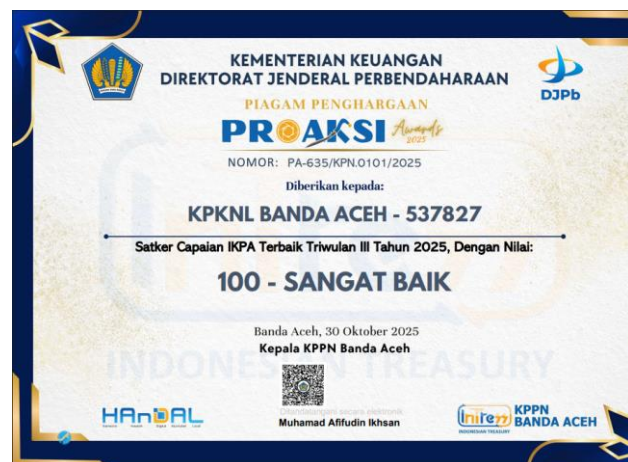 KEMENTERIAN KEUANGAN
DIREKTORAT JENDERAL PERBENDAHARAAN
DJPb
PIAGAM PENGHARGAAN
PROAKSI Awards
2025
NOMOR: PA-635/KPN.0101/2025
Diberikan kepada:
KPKNL BANDA ACEH - 537827
Satker Capaian IKPA Terbaik Triwulan III Tahun 2025, Dengan Nilai:
100 - SANGAT BAIK
Banda Aceh, 30 Oktober 2025
Kepala KPPN Banda Aceh
INDONESIAN TREASURY
Ditandatangani secara elektronik
Muhamad Afifudin Ikhsan
HAnDAL
InTress
INDONESIAN TREASURY
KPPN
BANDA ACEH